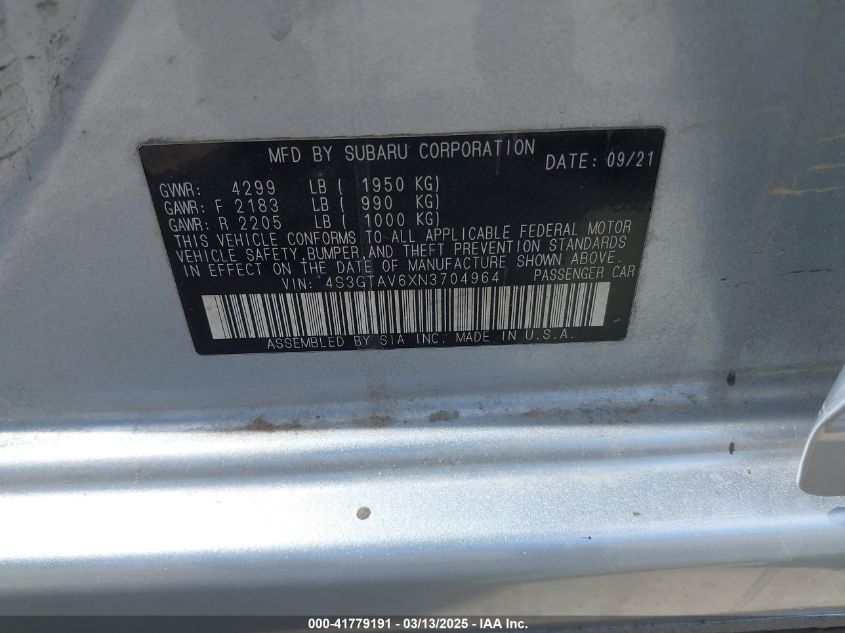 MFD BY SUBARU CORPORATION DATE: 09/21
GVWR: 4299 LB ( 1950 KG)
GAWR: F 2183 LB ( 990 KG)
GAWR: R 2205 LB ( 1000 KG)
THIS VEHICLE CONFORMS TO ALL APPLICABLE FEDERAL MOTOR
VEHICLE SAFETY, BUMPER, AND THEFT PREVENTION STANDARDS
IN EFFECT ON THE DATE OF MANUFACTURE SHOWN ABOVE.
VIN: 4S3GTAV6XN3704964 PASSENGER CAR
ASSEMBLED BY SIA INC. MADE IN U.S.A.
000-41779191 - 03/13/2025 - IAA Inc.